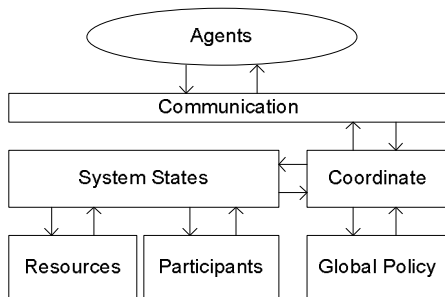 Agents
Communication
System States
Coordinate
Resources
Participants
Global Policy